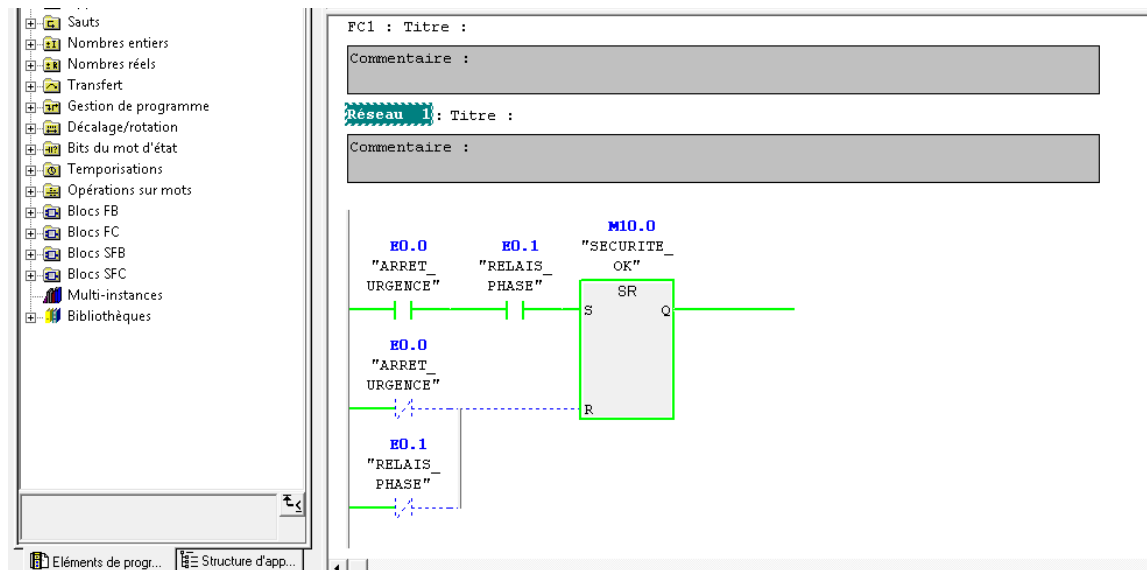 Sauts
Nombres entiers
Nombres réels
Transfert
Gestion de programme
Décalage/rotation
Bits du mot d'état
Temporisations
Opérations sur mots
Blocs FB
Blocs FC
Blocs SFB
Blocs SFC
Multi-instances
Bibliothèques
Eléments de progr...
Structure d'app...
FC1 : Titre :
Commentaire :
Réseau 1: Titre :
Commentaire :
M10.0
E0.0 E0.1 "SECURITE_
"ARRET_ "RELAIS_ OK"
URGENCE" PHASE" SR
S Q
E0.0
"ARRET_
URGENCE"
R
E0.1
"RELAIS_
PHASE"